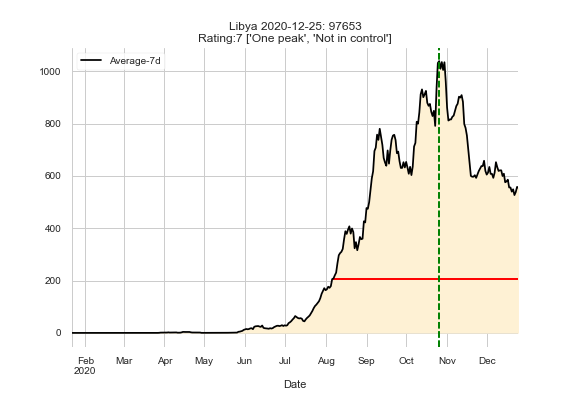 Libya 2020-12-25: 97653
Rating:7 ['One peak', 'Not in control']
Average-7d
1000
800
600
400
200
0
Feb Mar Apr May Jun Jul Aug Sep Oct Nov Dec
2020
Date